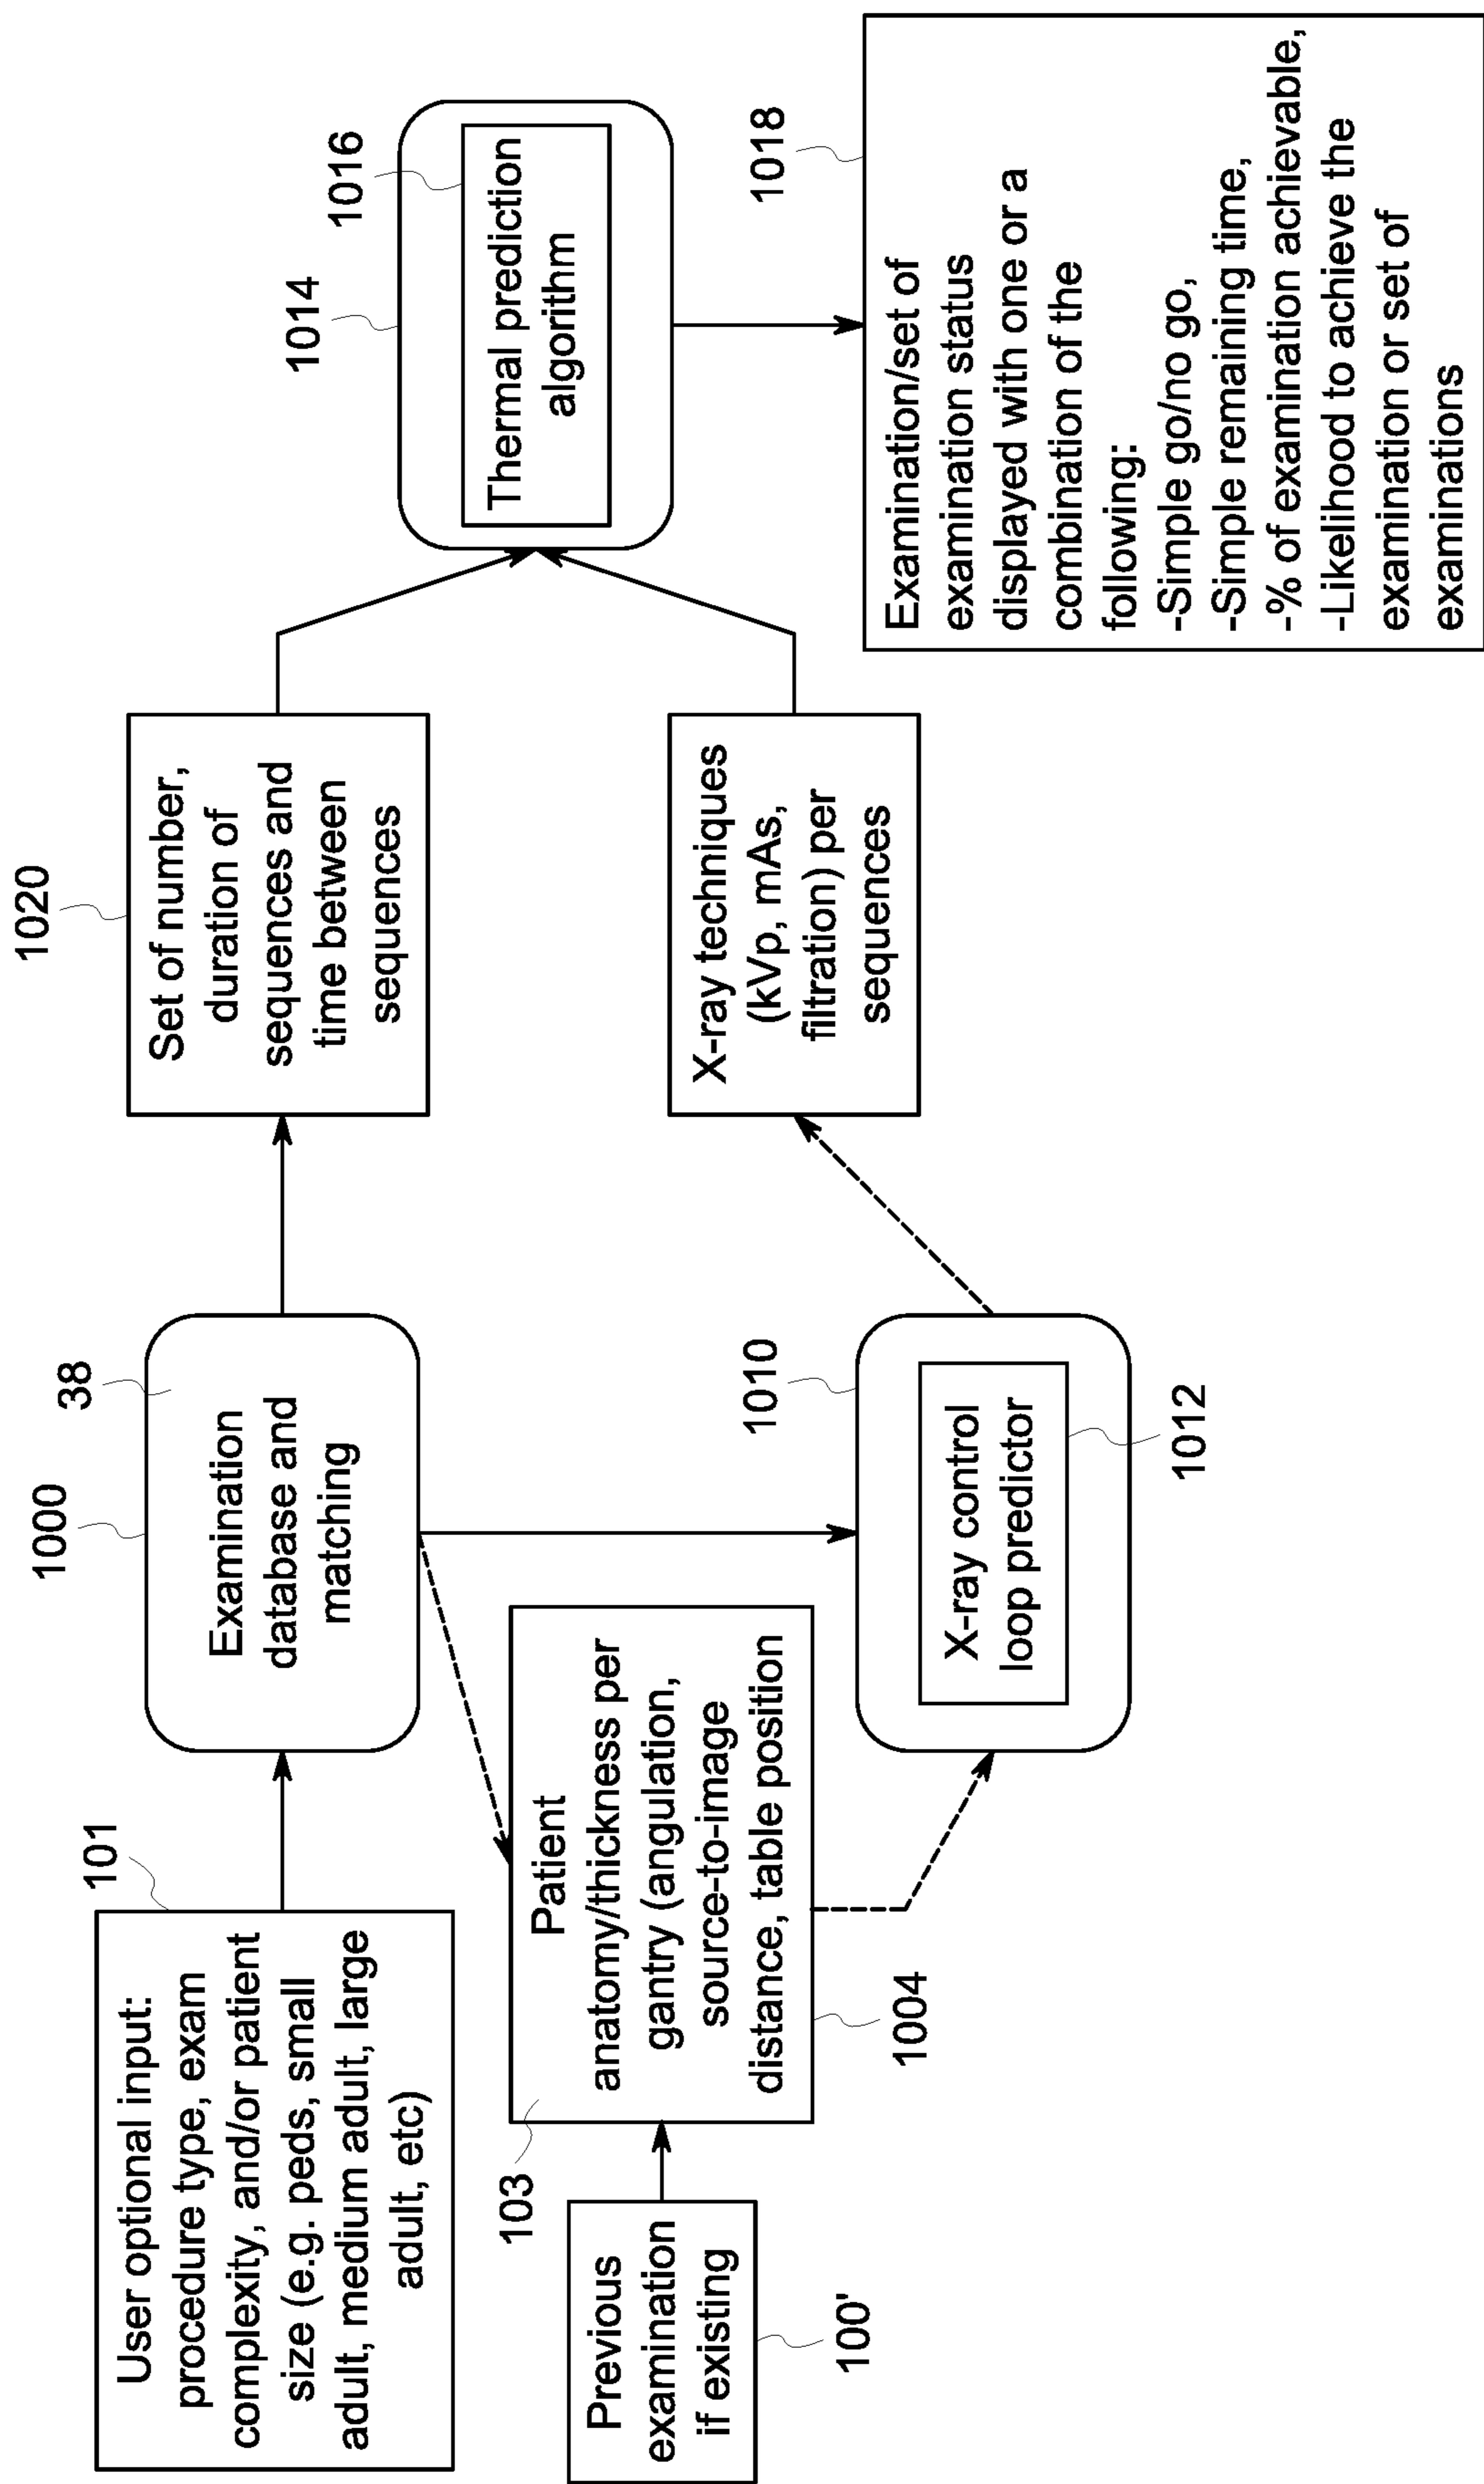 User optional input:
procedure type, exam
complexity, and/or patient
size (e.g. peds, small
adult, medium adult, large
adult, etc)
101
Previous
examination
if existing
100'
Patient
anatomy/thickness per
gantry (angulation,
source-to-image
distance, table position
103
1004
1000
38
Examination
database and
matching
1010
X-ray control
loop predictor
1012
1020
Set of number,
duration of
sequences and
time between
sequences
X-ray techniques
(kVp, mAs,
filtration) per
sequences
1014
1016
Thermal prediction
algorithm
1018
Examination/set of
examination status
displayed with one or a
combination of the
following:
-Simple go/no go,
-Simple remaining time,
-% of examination achievable,
-Likelihood to achieve the
examination or set of
examinations